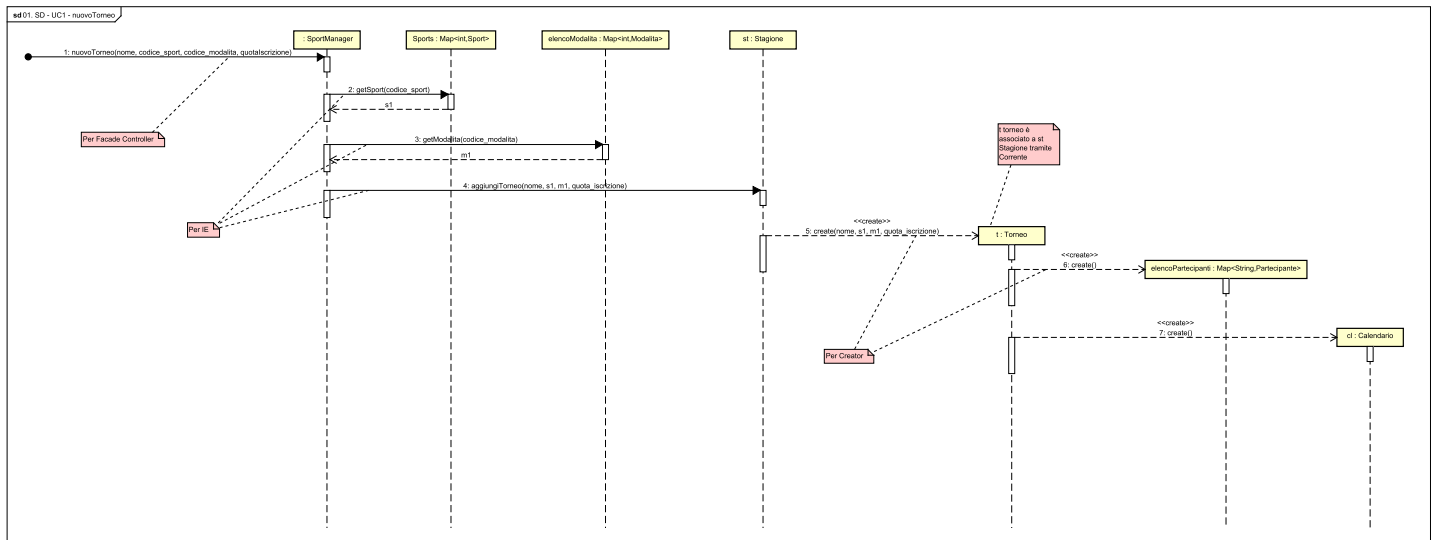 sd 01. SD - UC1 - nuovoTorneo
: SportManager
Sports : Map<int,Sport>
elencoModalita : Map<int,Modalita>
st : Stagione
1: nuovoTorneo(nome, codice_sport, codice_modalita, quotaIscrizione)
2: getSport(codice_sport)
s1
Per Facade Controller
3: getModalita(codice_modalita)
m1
t torneo è
associato a st
Stagione tramite
Corrente
4: aggiungiTorneo(nome, s1, m1, quota_iscrizione)
Per IE
<<create>>
5: create(nome, s1, m1, quota_iscrizione)
t : Torneo
<<create>>
6: create()
elencoPartecipanti : Map<String,Partecipante>
<<create>>
7: create()
cl : Calendario
Per Creator